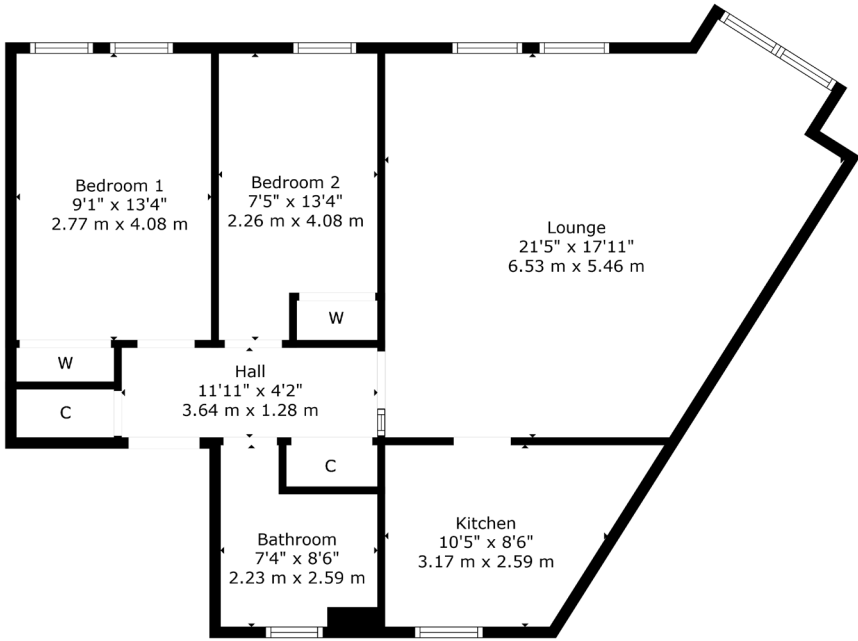 Bedroom 1
9'1" x 13'4"
2.77 m x 4.08 m
Bedroom 2
7'5" x 13'4"
2.26 m x 4.08 m
Lounge
21'5" x 17'11"
6.53 m x 5.46 m
W
W
Hall
11'11" x 4'2"
3.64 m x 1.28 m
C
C
Bathroom
7'4" x 8'6"
2.23 m x 2.59 m
Kitchen
10'5" x 8'6"
3.17 m x 2.59 m